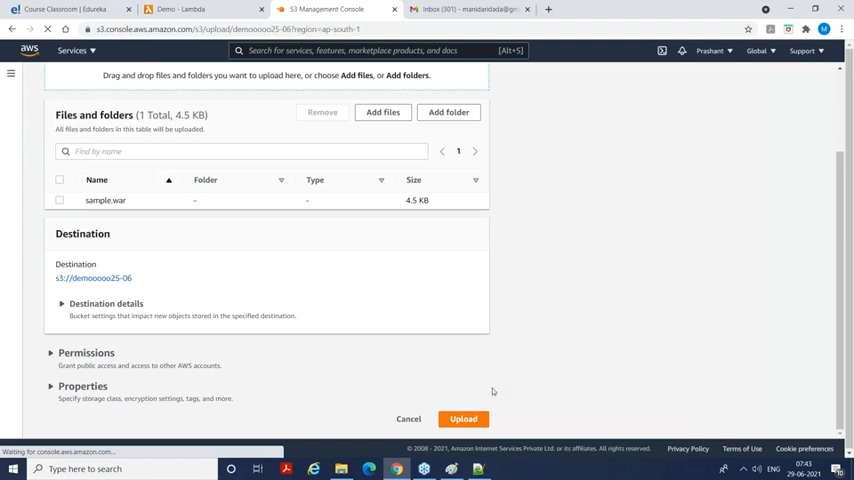 Course Classroom | Edureka
Demo - Lambda
S3 Management Console
Inbox (301) - manidaridada@gm
s3.console.aws.amazon.com/s3/upload/demooooo25-06?region=ap-south-1
aws
Services
Search for services, features, marketplace products, and docs
[Alt+S]
Prashant
Global
Support
Drag and drop files and folders you want to upload here, or choose Add files, or Add folders.
Files and folders (1 Total, 4.5 KB)
Remove
Add files
Add folder
All files and folders in this table will be uploaded.
Find by name
1
Name
Folder
Type
Size
sample.war
-
-
4.5 KB
Destination
Destination
s3://demooooo25-06
Destination details
Bucket settings that impact new objects stored in the specified destination.
Permissions
Grant public access and access to other AWS accounts.
Properties
Specify storage class, encryption settings, tags, and more.
Cancel
Upload
Waiting for console.aws.amazon.com...
© 2008 - 2021, Amazon Internet Services Private Ltd. or its affiliates. All rights reserved.
Privacy Policy
Terms of Use
Cookie preferences
Type here to search
ENG
07:43
29-06-2021